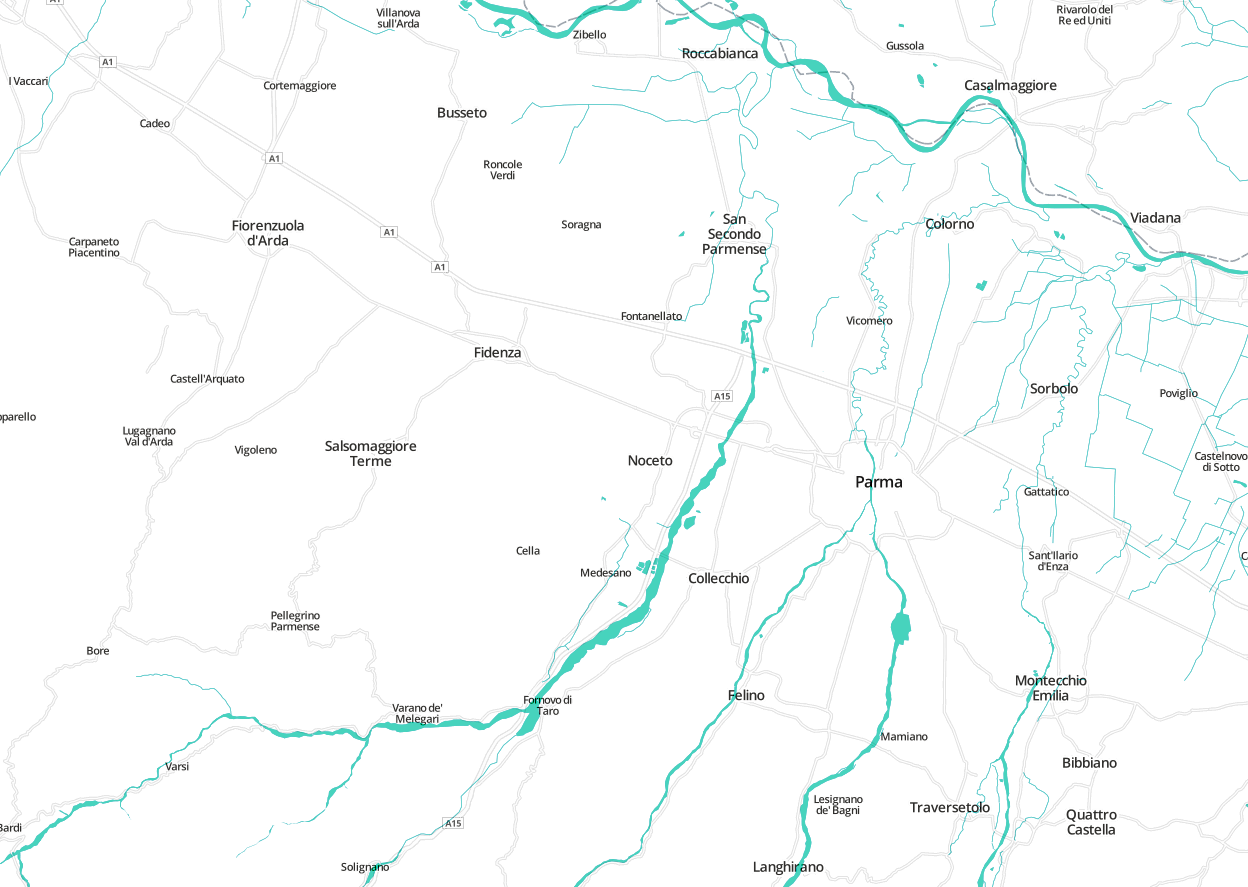 A1
Villanova
sull'Arda
Zibello
Rivarolo del
Re ed Uniti
Roccabianca
Gussola
A1
I Vaccari
Cortemaggiore
Casalmaggiore
Busseto
Cadeo
A1
Roncole
Verdi
Fiorenzuola
d'Arda
Soragna
San
Secondo
Parmense
Colorno
Viadana
A1
Carpaneto
Piacentino
A1
Fontanellato
Vicomero
Fidenza
Castell'Arquato
Sorbolo
Poviglio
A15
pparello
Lugagnano
Val d'Arda
Vigoleno
Salsomaggiore
Terme
Noceto
Castelnovo
di Sotto
Parma
Gattatico
Cella
Medesano
Collecchio
Sant'Ilario
d'Enza
C
Pellegrino
Parmense
Bore
Montecchio
Emilia
Felino
Fornovo di
Taro
Varano de'
Melegari
Mamiano
Varsi
Bibbiano
Lesignano
de' Bagni
Traversetolo
Quattro
Castella
A15
Bardi
Solignano
Langhirano